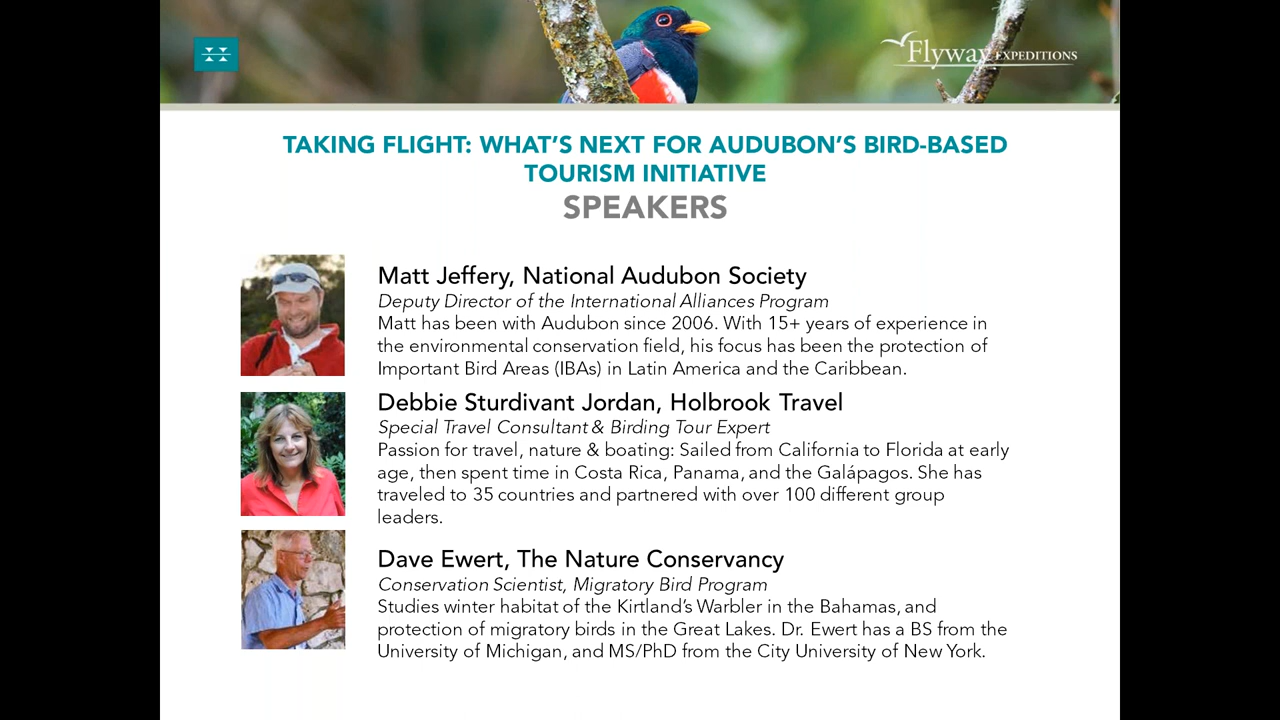 Flyway EXPEDITIONS
TAKING FLIGHT: WHAT'S NEXT FOR AUDUBON'S BIRD-BASED
TOURISM INITIATIVE
SPEAKERS
Matt Jeffery, National Audubon Society
Deputy Director of the International Alliances Program
Matt has been with Audubon since 2006. With 15+ years of experience in
the environmental conservation field, his focus has been the protection of
Important Bird Areas (IBAs) in Latin America and the Caribbean.
Debbie Sturdivant Jordan, Holbrook Travel
Special Travel Consultant & Birding Tour Expert
Passion for travel, nature & boating: Sailed from California to Florida at early
age, then spent time in Costa Rica, Panama, and the Galápagos. She has
traveled to 35 countries and partnered with over 100 different group
leaders.
Dave Ewert, The Nature Conservancy
Conservation Scientist, Migratory Bird Program
Studies winter habitat of the Kirtland's Warbler in the Bahamas, and
protection of migratory birds in the Great Lakes. Dr. Ewert has a BS from the
University of Michigan, and MS/PhD from the City University of New York.